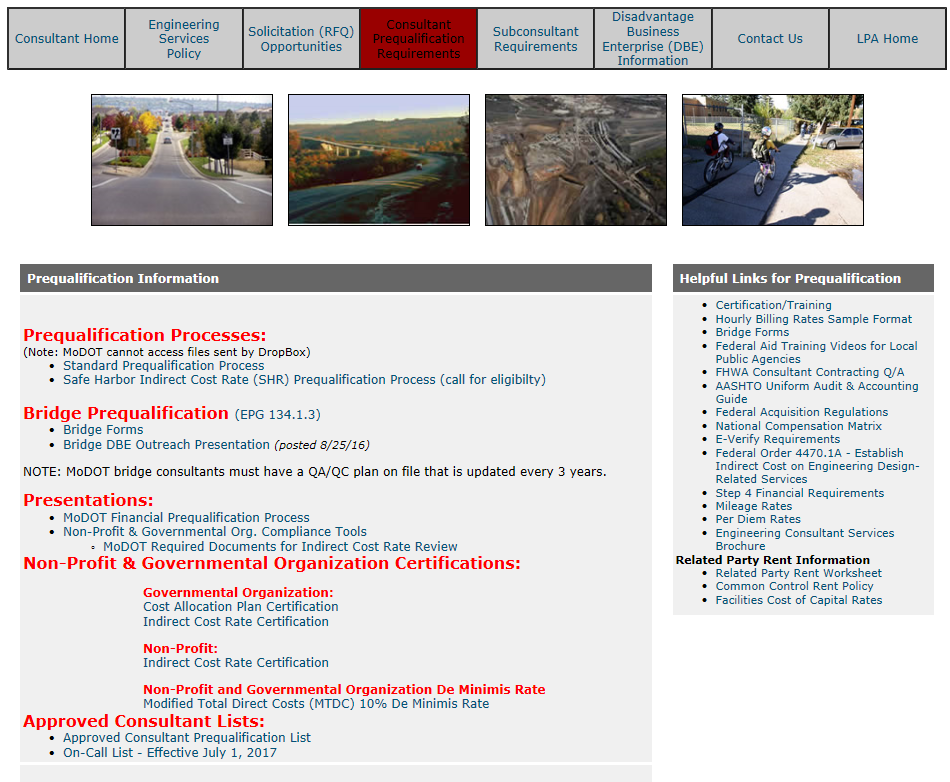 Consultant Home
Engineering
Services
Policy
Solicitation (RFQ)
Opportunities
Consultant
Prequalification
Requirements
Subconsultant
Requirements
Disadvantage
Business
Enterprise (DBE)
Information
Contact Us
LPA Home
Prequalification Information
Prequalification Processes:
(Note: MoDOT cannot access files sent by DropBox)
• Standard Prequalification Process
• Safe Harbor Indirect Cost Rate (SHR) Prequalification Process (call for eligibilty)
Bridge Prequalification (EPG 134.1.3)
• Bridge Forms
• Bridge DBE Outreach Presentation (posted 8/25/16)
NOTE: MoDOT bridge consultants must have a QA/QC plan on file that is updated every 3 years.
Presentations:
• MoDOT Financial Prequalification Process
• Non-Profit & Governmental Org. Compliance Tools
◦ MoDOT Required Documents for Indirect Cost Rate Review
Non-Profit & Governmental Organization Certifications:
Governmental Organization:
Cost Allocation Plan Certification
Indirect Cost Rate Certification
Non-Profit:
Indirect Cost Rate Certification
Non-Profit and Governmental Organization De Minimis Rate
Modified Total Direct Costs (MTDC) 10% De Minimis Rate
Approved Consultant Lists:
• Approved Consultant Prequalification List
• On-Call List - Effective July 1, 2017
Helpful Links for Prequalification
• Certification/Training
• Hourly Billing Rates Sample Format
• Bridge Forms
• Federal Aid Training Videos for Local
Public Agencies
• FHWA Consultant Contracting Q/A
• AASHTO Uniform Audit & Accounting
Guide
• Federal Acquisition Regulations
• National Compensation Matrix
• E-Verify Requirements
• Federal Order 4470.1A - Establish
Indirect Cost on Engineering Design-
Related Services
• Step 4 Financial Requirements
• Mileage Rates
• Per Diem Rates
• Engineering Consultant Services
Brochure
Related Party Rent Information
• Related Party Rent Worksheet
• Common Control Rent Policy
• Facilities Cost of Capital Rates